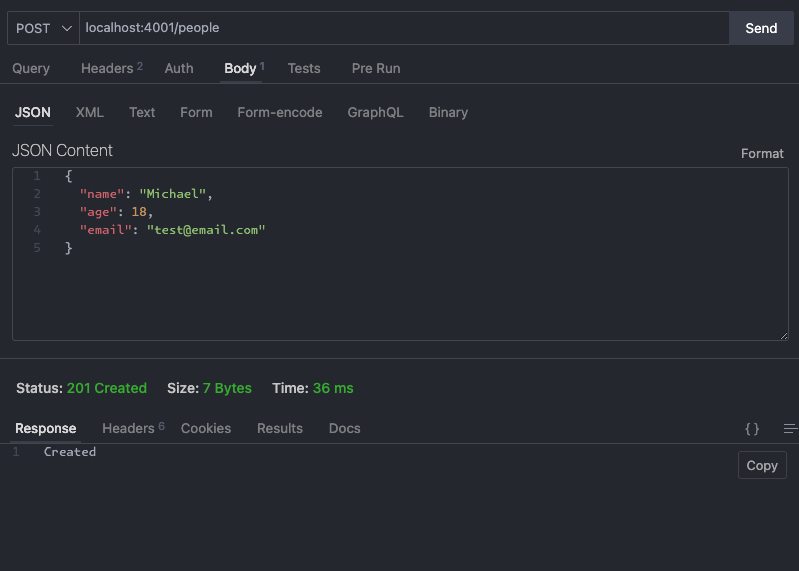 POST localhost:4001/people Send
Query Headers 2 Auth Body 1 Tests Pre Run
JSON XML Text Form Form-encode GraphQL Binary
JSON Content
Format
1 {
2 "name": "Michael",
3 "age": 18,
4 "email": "test@email.com"
5 }
Status: 201 Created Size: 7 Bytes Time: 36 ms
Response Headers 6 Cookies Results Docs { }
1 Created
Copy